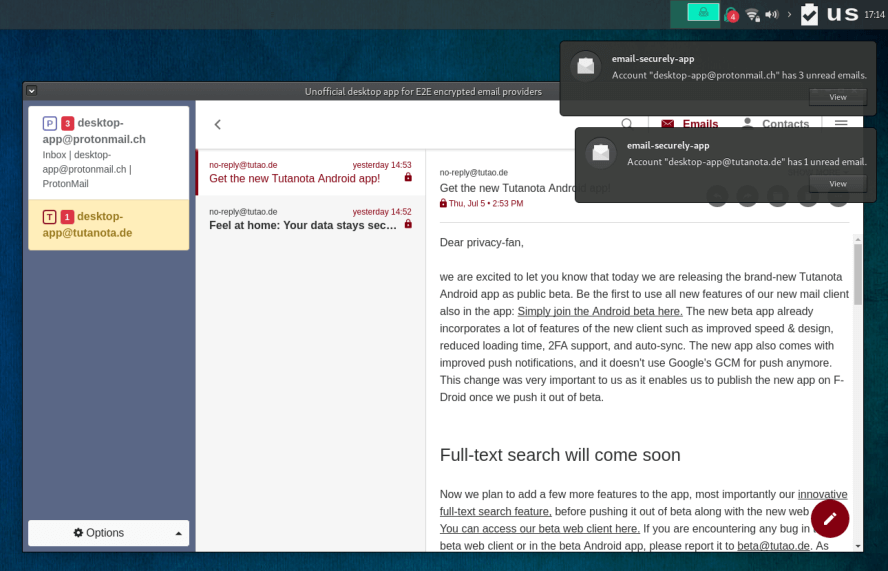 4
us
17:14
email-securely-app
Account "desktop-app@protonmail.ch" has 3 unread emails.
View
Unofficial desktop app for E2E encrypted email providers
P 3 desktop-
app@protonmail.ch
Inbox | desktop-
app@protonmail.ch |
ProtonMail
T 1 desktop-
app@tutanota.de
Options
Emails
Contacts
email-securely-app
Account "desktop-app@tutanota.de" has 1 unread email.
View
no-reply@tutao.de yesterday 14:53
Get the new Tutanota Android app!
no-reply@tutao.de yesterday 14:52
Feel at home: Your data stays sec...
no-reply@tutao.de
Get the new Tutanota Android app!
Thu, Jul 5 • 2:53 PM
Dear privacy-fan,
we are excited to let you know that today we are releasing the brand-new Tutanota
Android app as public beta. Be the first to use all new features of our new mail client
also in the app: Simply join the Android beta here. The new beta app already
incorporates a lot of features of the new client such as improved speed & design,
reduced loading time, 2FA support, and auto-sync. The new app also comes with
improved push notifications, and it doesn't use Google's GCM for push anymore.
This change was very important to us as it enables us to publish the new app on F-
Droid once we push it out of beta.
Full-text search will come soon
Now we plan to add a few more features to the app, most importantly our innovative
full-text search feature, before pushing it out of beta along with the new web
You can access our beta web client here. If you are encountering any bug in
beta web client or in the beta Android app, please report it to beta@tutao.de. As